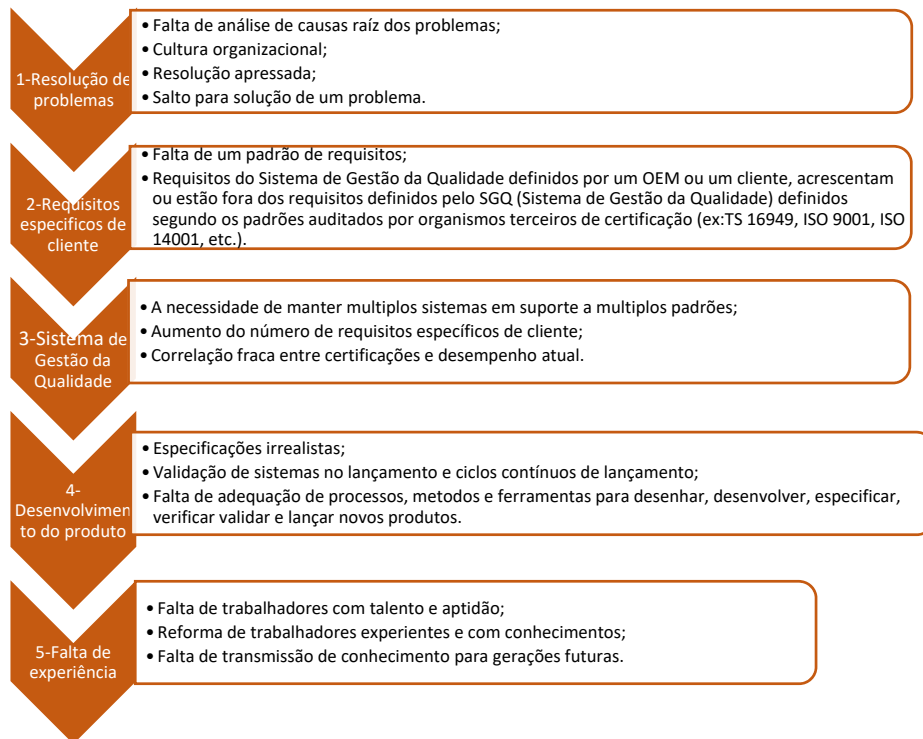 1-Resolução de
problemas
• Falta de análise de causas raíz dos problemas;
• Cultura organizacional;
• Resolução apressada;
• Salto para solução de um problema.
2-Requisitos
especificos de
cliente
• Falta de um padrão de requisitos;
• Requisitos do Sistema de Gestão da Qualidade definidos por um OEM ou um cliente, acrescentam
ou estão fora dos requisitos definidos pelo SGQ (Sistema de Gestão da Qualidade) definidos
segundo os padrões auditados por organismos terceiros de certificação (ex:TS 16949, ISO 9001, ISO
14001, etc.).
3-Sistema de
Gestão da
Qualidade
• A necessidade de manter multiplos sistemas em suporte a multiplos padrões;
• Aumento do número de requisitos específicos de cliente;
• Correlação fraca entre certificações e desempenho atual.
4-
Desenvolvimen
to do produto
• Especificações irrealistas;
• Validação de sistemas no lançamento e ciclos contínuos de lançamento;
• Falta de adequação de processos, metodos e ferramentas para desenhar, desenvolver, especificar,
verificar validar e lançar novos produtos.
5-Falta de
experiência
• Falta de trabalhadores com talento e aptidão;
• Reforma de trabalhadores experientes e com conhecimentos;
• Falta de transmissão de conhecimento para gerações futuras.